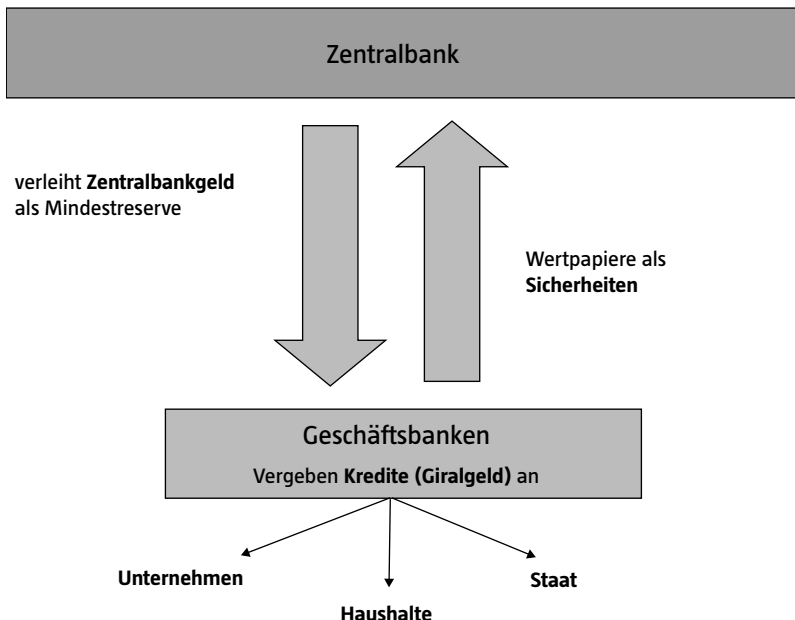 Zentralbank
verleiht Zentralbankgeld
als Mindestreserve
Wertpapiere als
Sicherheiten
Geschäftsbanken
Vergeben Kredite (Giralgeld) an
Unternehmen
Staat
Haushalte